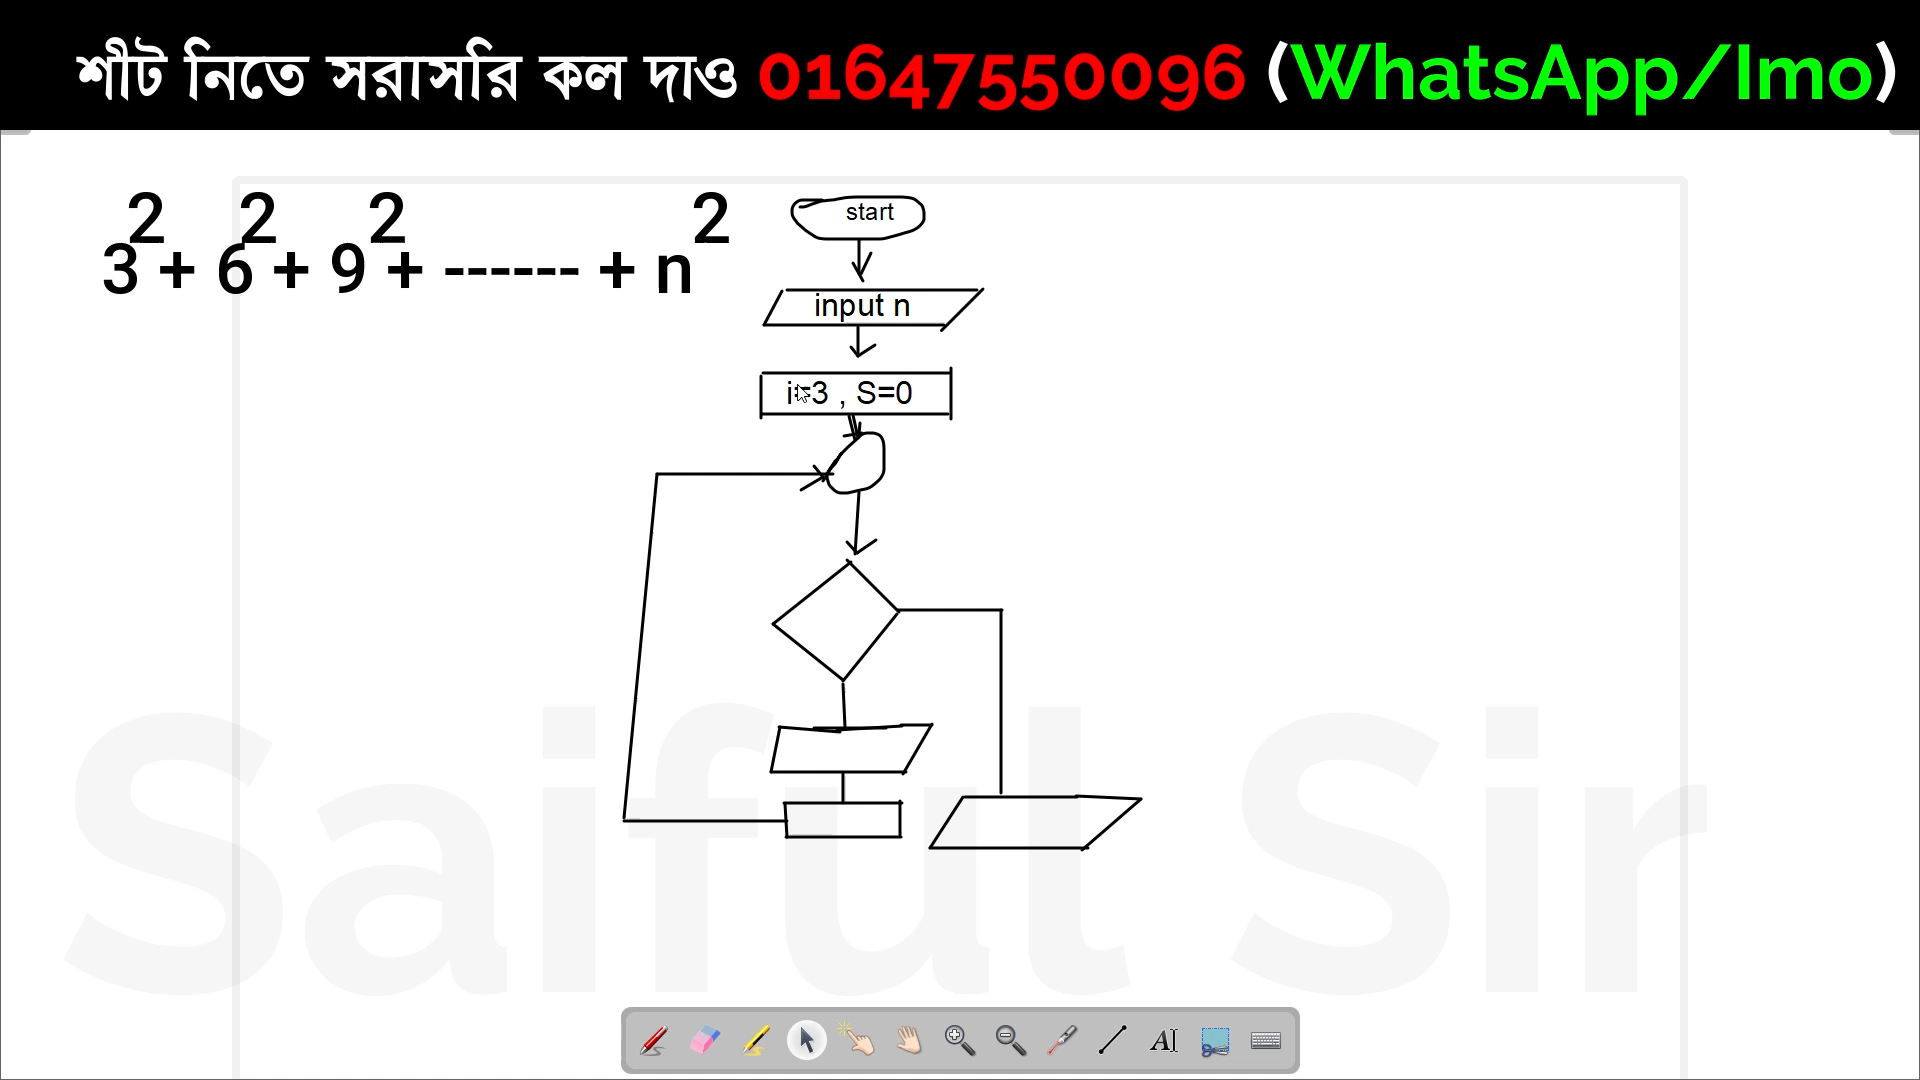 শীট নিতে সরাসরি কল দাও 01647550096 (WhatsApp/Imo)
3²+ 6²+ 9²+ ------ + n²
start
input n
i=3 , S=0
Saiful Sir